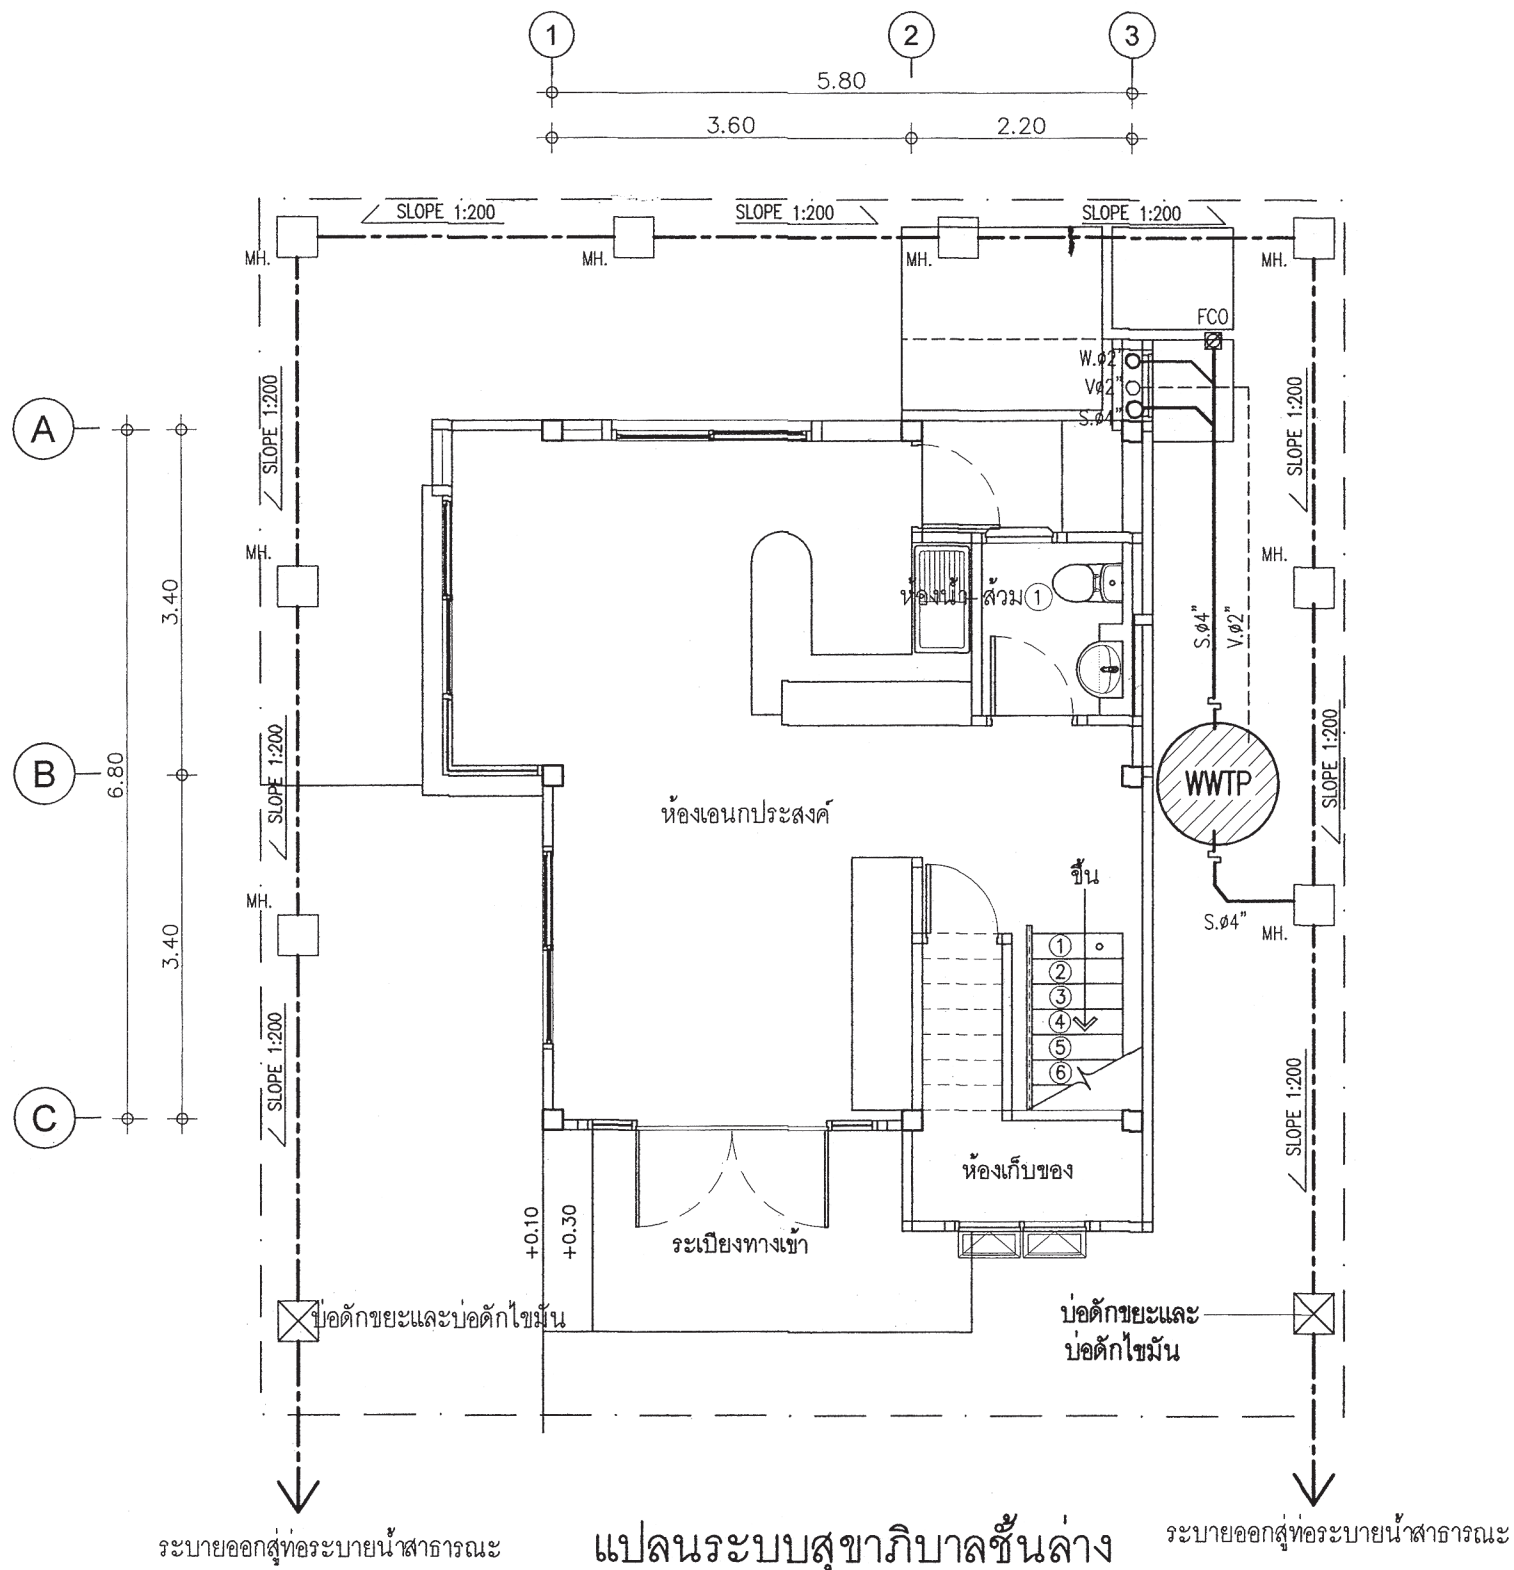 1
2
3
5.80
3.60
2.20
SLOPE 1:200
SLOPE 1:200
SLOPE 1:200
MH.
MH.
MH.
MH.
FCO
W.ø2"
Vø2"
S.ø4"
A
SLOPE 1:200
SLOPE 1:200
MH.
MH.
3.40
ห้องน้ำ-ส้วม 1
S.ø4"
V.ø2"
B
6.80
SLOPE 1:200
SLOPE 1:200
WWTP
ห้องเอนกประสงค์
ขึ้น
MH.
S.ø4"
MH.
3.40
1
2
3
4
5
6
SLOPE 1:200
SLOPE 1:200
C
ห้องเก็บของ
+0.10
+0.30
ระเบียงทางเข้า
บ่อดักขยะและบ่อดักไขมัน
บ่อดักขยะและ
บ่อดักไขมัน
ระบายออกสู่ท่อระบายน้ำสาธารณะ
แปลนระบบสุขาภิบาลชั้นล่าง
ระบายออกสู่ท่อระบายน้ำสาธารณะ